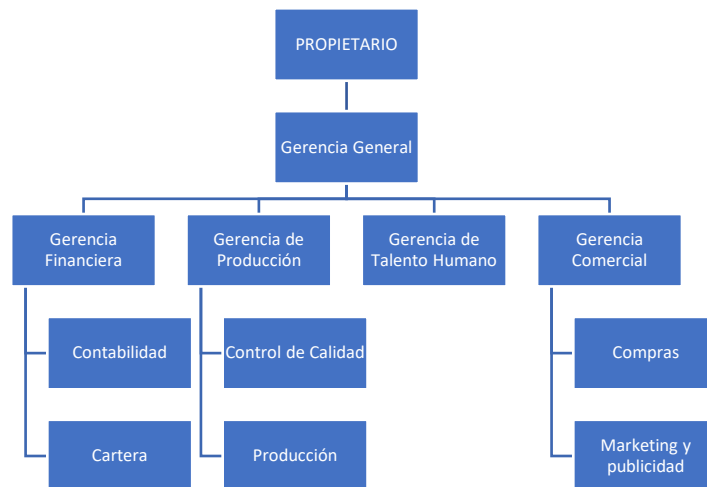 PROPIETARIO
Gerencia General
Gerencia
Financiera
Gerencia de
Producción
Gerencia de
Talento Humano
Gerencia
Comercial
Contabilidad
Control de Calidad
Compras
Cartera
Producción
Marketing y
publicidad